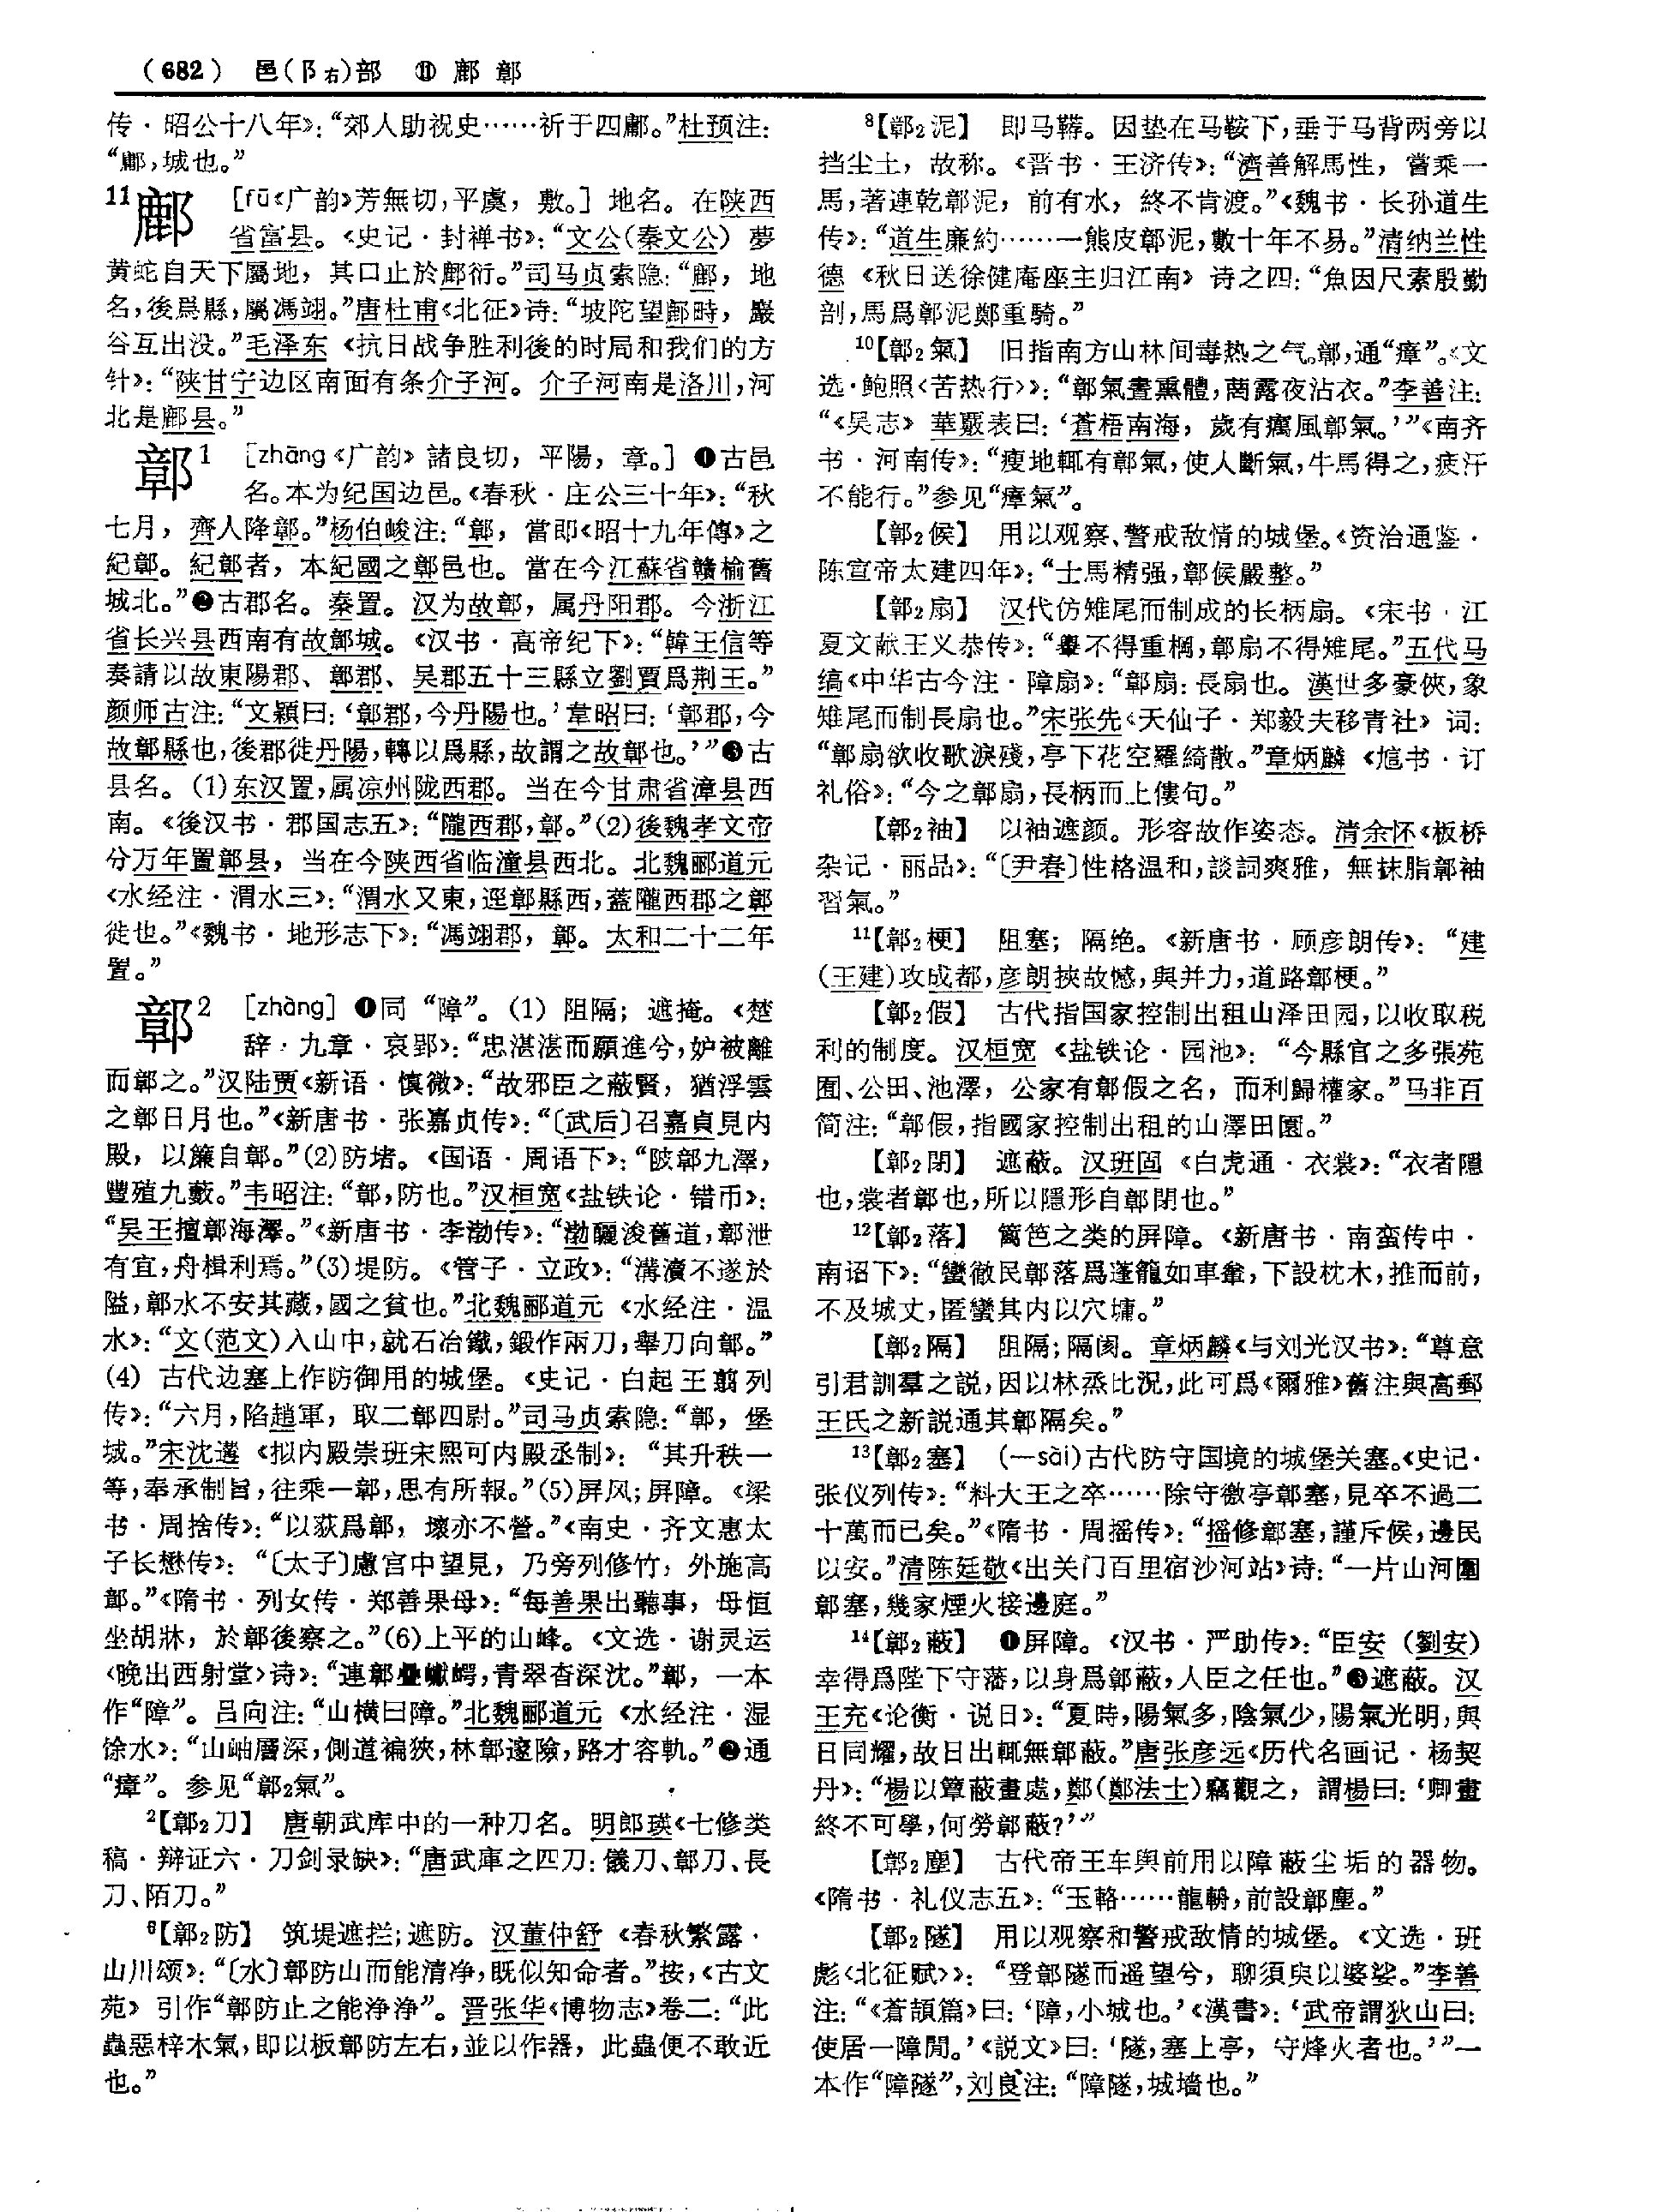 （682） 邑(阝右)部 ⑪ 鄜 鄣
传·昭公十八年》：“郊人助祝史……祈于四鄘。”杜预注：
“鄘，城也。”
11鄜 ［fū《广韵》芳無切，平虞，敷。］ 地名。在陕西
省富县。《史记·封禅书》：“文公(秦文公) 夢
黄蛇自天下屬地，其口止於鄜衍。”司马贞索隐：“鄜，地
名，後爲縣，屬馮翊。”唐杜甫《北征》诗：“坡陀望鄜畤，巖
谷互出没。”毛泽东《抗日战争胜利後的时局和我们的方
针》：“陕甘宁边区南面有条介子河。介子河南是洛川，河
北是鄜县。”
鄣1 ［zhāng《广韵》諸良切，平陽，章。］ ❶古邑
名。本为纪国边邑。《春秋·庄公三十年》：“秋
七月，齊人降鄣。”杨伯峻注：“鄣，當即《昭十九年傳》之
紀鄣。紀鄣者，本紀國之鄣邑也。當在今江蘇省贛榆舊
城北。”❷古郡名。秦置。汉为故鄣，属丹阳郡。今浙江
省长兴县西南有故鄣城。《汉书·高帝纪下》：“韓王信等
奏請以故東陽郡、鄣郡、吴郡五十三縣立劉賈爲荆王。”
颜师古注：“文穎曰：‘鄣郡，今丹陽也。’韋昭曰：‘鄣郡，今
故鄣縣也，後郡徙丹陽，轉以爲縣，故謂之故鄣也。’”❸古
县名。(1)东汉置，属凉州陇西郡。当在今甘肃省漳县西
南。《後汉书·郡国志五》：“隴西郡，鄣。”(2)後魏孝文帝
分万年置鄣县，当在今陕西省临潼县西北。北魏郦道元
《水经注·渭水三》：“渭水又東，逕鄣縣西，蓋隴西郡之鄣
徙也。”《魏书·地形志下》：“馮翊郡，鄣。太和二十二年
置。”
鄣2 ［zhàng］ ❶同“障”。(1) 阻隔；遮掩。《楚
辞·九章·哀郢》：“忠湛湛而願進兮，妒被離
而鄣之。”汉陆贾《新语·慎微》：“故邪臣之蔽賢，猶浮雲
之鄣日月也。”《新唐书·张嘉贞传》：“〔武后〕召嘉貞見内
殿，以簾自鄣。”(2)防堵。《国语·周语下》：“陂鄣九澤，
豐殖九藪。”韦昭注：“鄣，防也。”汉桓宽《盐铁论·错币》：
“吴王擅鄣海澤。”《新唐书·李渤传》：“渤釃浚舊道，鄣泄
有宜，舟楫利焉。”(3)堤防。《管子·立政》：“溝瀆不遂於
隘，鄣水不安其藏，國之貧也。”北魏郦道元《水经注·温
水》：“文(范文)入山中，就石冶鐵，鍛作兩刀，舉刀向鄣。”
(4) 古代边塞上作防御用的城堡。《史记·白起王翦列
传》：“六月，陷趙軍，取二鄣四尉。”司马贞索隐：“鄣，堡
城。”宋沈遘《拟内殿崇班宋熙可内殿丞制》：“其升秩一
等，奉承制旨，往乘一鄣，思有所報。”(5)屏风；屏障。《梁
书·周捨传》：“以荻爲鄣，壞亦不營。”《南史·齐文惠太
子长懋传》：“〔太子〕慮宫中望見，乃旁列修竹，外施高
鄣。”《隋书·列女传·郑善果母》：“每善果出聽事，母恒
坐胡牀，於鄣後察之。”(6)上平的山峰。《文选·谢灵运
〈晚出西射堂〉诗》：“連鄣疊巘崿，青翠杳深沈。”鄣，一本
作“障”。吕向注：“山横曰障。”北魏郦道元《水经注·湿
馀水》：“山岫層深，側道褊狹，林鄣邃險，路才容軌。”❷通
“瘴”。参见“鄣2氣”。
2【鄣2刀】 唐朝武库中的一种刀名。明郎瑛《七修类
稿·辩证六·刀剑录缺》：“唐武庫之四刀：儀刀、鄣刀、長
刀、陌刀。”
6【鄣2防】 筑堤遮拦；遮防。汉董仲舒《春秋繁露·
山川颂》：“〔水〕鄣防山而能清净，既似知命者。”按，《古文
苑》引作“鄣防止之能净净”。晋张华《博物志》卷二：“此
蟲惡梓木氣，即以板鄣防左右，並以作器，此蟲便不敢近
也。”
8【鄣2泥】 即马鞯。因垫在马鞍下，垂于马背两旁以
挡尘土，故称。《晋书·王济传》：“濟善解馬性，嘗乘一
馬，著連乾鄣泥，前有水，終不肯渡。”《魏书·长孙道生
传》：“道生廉約……一熊皮鄣泥，數十年不易。”清纳兰性
德《秋日送徐健庵座主归江南》诗之四：“魚因尺素殷勤
剖，馬爲鄣泥鄭重騎。”
10【鄣2氣】 旧指南方山林间毒热之气。鄣，通“瘴”。《文
选·鲍照〈苦热行〉》：“鄣氣晝熏體，䓘露夜沾衣。”李善注：
“《吴志》華覈表曰：‘蒼梧南海，歲有癘風鄣氣。’”《南齐
书·河南传》：“瘦地輒有鄣氣，使人斷氣，牛馬得之，疲汗
不能行。”参见“瘴氣”。
【鄣2候】 用以观察、警戒敌情的城堡。《资治通鉴·
陈宣帝太建四年》：“士馬精强，鄣候嚴整。”
【鄣2扇】 汉代仿雉尾而制成的长柄扇。《宋书·江
夏文献王义恭传》：“轝不得重㭼，鄣扇不得雉尾。”五代马
缟《中华古今注·障扇》：“鄣扇：長扇也。漢世多豪俠，象
雉尾而制長扇也。”宋张先《天仙子·郑毅夫移青社》词：
“鄣扇欲收歌淚殘，亭下花空羅綺散。”章炳麟《訄书·订
礼俗》：“今之鄣扇，長柄而上僂句。”
【鄣2袖】 以袖遮颜。形容故作姿态。清余怀《板桥
杂记·丽品》：“〔尹春〕性格温和，談詞爽雅，無抹脂鄣袖
習氣。”
11【鄣2梗】 阻塞；隔绝。《新唐书·顾彦朗传》：“建
(王建)攻成都，彦朗挾故憾，與并力，道路鄣梗。”
【鄣2假】 古代指国家控制出租山泽田园，以收取税
利的制度。汉桓宽《盐铁论·园池》：“今縣官之多張苑
囿、公田、池澤，公家有鄣假之名，而利歸權家。”马非百
简注：“鄣假，指國家控制出租的山澤田園。”
【鄣2閉】 遮蔽。汉班固《白虎通·衣裳》：“衣者隱
也，裳者鄣也，所以隱形自鄣閉也。”
12【鄣2落】 篱笆之类的屏障。《新唐书·南蛮传中·
南诏下》：“蠻徹民鄣落爲蓬籠如車𨊻，下設枕木，推而前，
不及城丈，匿蠻其内以穴墉。”
【鄣2隔】 阻隔；隔阂。章炳麟《与刘光汉书》：“尊意
引君訓羣之説，因以林烝比況，此可爲《爾雅》舊注與高郵
王氏之新説通其鄣隔矣。”
13【鄣2塞】 (—sài)古代防守国境的城堡关塞。《史记·
张仪列传》：“料大王之卒……除守徼亭鄣塞，見卒不過二
十萬而已矣。”《隋书·周摇传》：“摇修鄣塞，謹斥候，邊民
以安。”清陈廷敬《出关门百里宿沙河站》诗：“一片山河圍
鄣塞，幾家煙火接邊庭。”
14【鄣2蔽】 ❶屏障。《汉书·严助传》：“臣安（劉安）
幸得爲陛下守藩，以身爲鄣蔽，人臣之任也。”❷遮蔽。汉
王充《论衡·说日》：“夏時，陽氣多，陰氣少，陽氣光明，與
日同耀，故日出輒無鄣蔽。”唐张彦远《历代名画记·杨契
丹》：“楊以簟蔽畫處，鄭(鄭法士)竊觀之，謂楊曰：‘卿畫
終不可學，何勞鄣蔽？’”
【鄣2塵】 古代帝王车舆前用以障蔽尘垢的器物。
《隋书·礼仪志五》：“玉輅……龍輈，前設鄣塵。”
【鄣2隧】 用以观察和警戒敌情的城堡。《文选·班
彪〈北征赋〉》：“登鄣隧而遥望兮，聊須臾以婆娑。”李善
注：“《蒼頡篇》曰：‘障，小城也。’《漢書》：‘武帝謂狄山曰：
使居一障間。’《説文》曰：‘隧，塞上亭，守烽火者也。’”一
本作“障隧”，刘良注：“障隧，城墙也。”